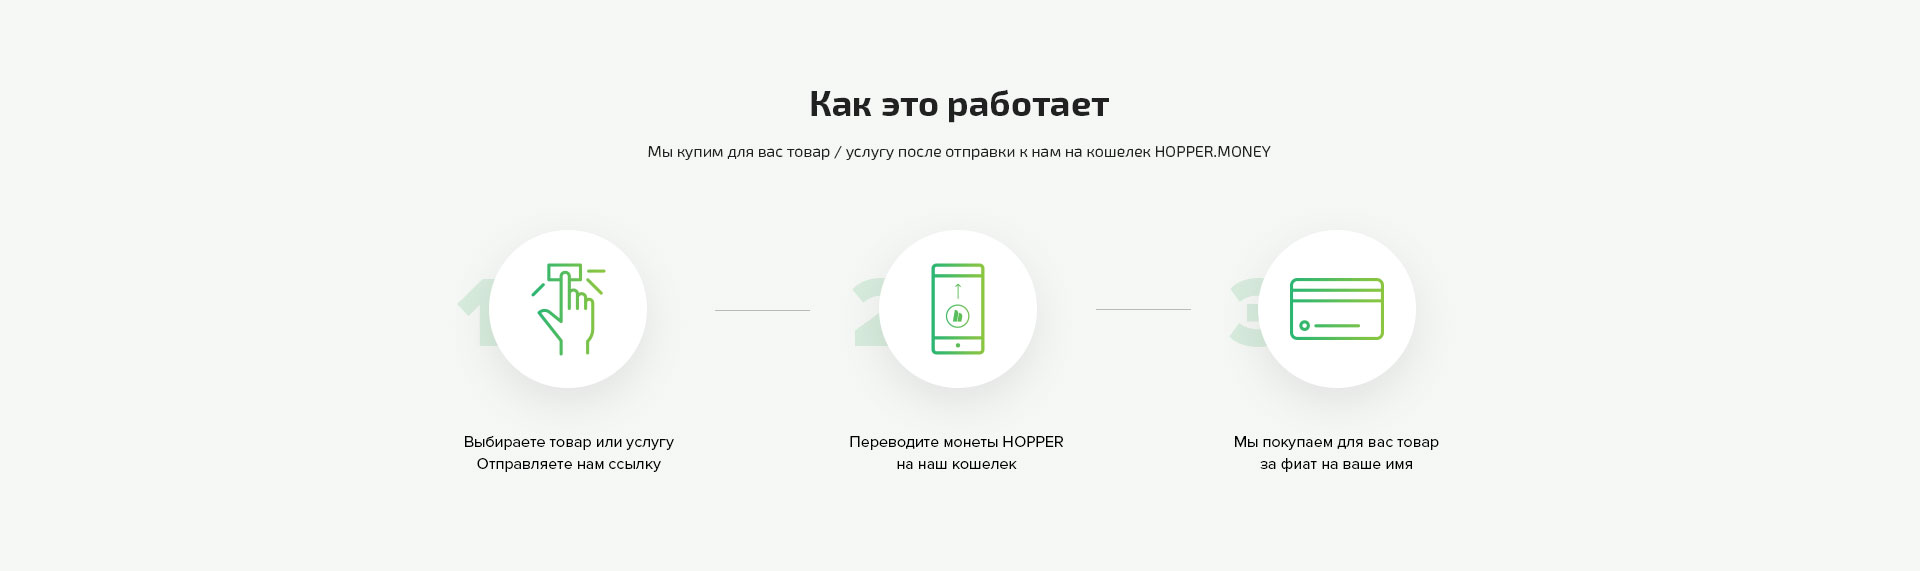 Как это работает
Мы купим для вас товар / услугу после отправки к нам на кошелек HOPPER.MONEY
1
2
3
Выбираете товар или услугу
Отправляете нам ссылку
Переводите монеты HOPPER
на наш кошелек
Мы покупаем для вас товар
за фиат на ваше имя